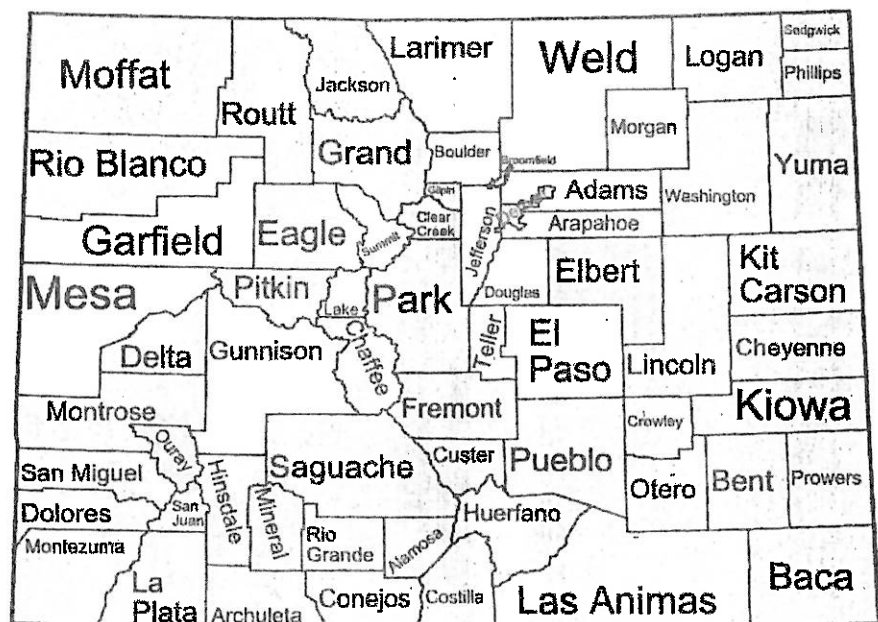 Moffat
Routt
Jackson
Larimer
Weld
Logan
Sedgwick
Phillips
Rio Blanco
Grand
Boulder
Broomfield
Morgan
Yuma
Washington
Garfield
Eagle
Summit
Gilpin
Clear
Creek
Jefferson
Adams
Arapahoe
Mesa
Pitkin
Lake
Park
Douglas
Elbert
Kit
Carson
Delta
Gunnison
Chaffee
Teller
El
Paso
Lincoln
Cheyenne
Montrose
Ouray
Fremont
Crowley
Kiowa
San Miguel
Hinsdale
Saguache
Custer
Pueblo
Otero
Bent
Prowers
Dolores
San
Juan
Mineral
Rio
Grande
Alamosa
Huerfano
Montezuma
La
Plata
Archuleta
Conejos
Costilla
Las Animas
Baca